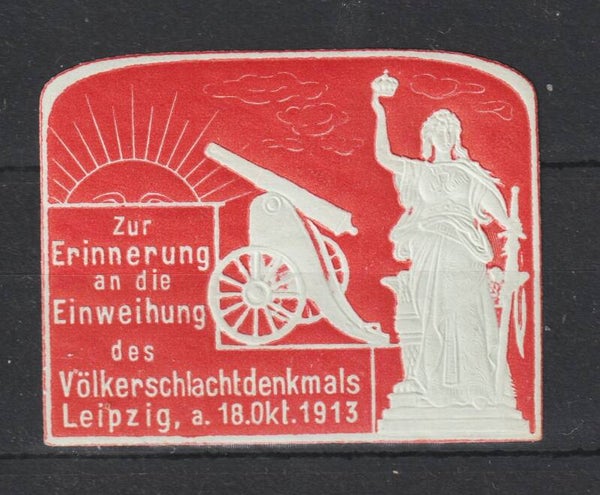 Zur
Erinnerung
an die
Einweihung
des
Völkerschlachtdenkmals
Leipzig, a. 18.Okt.1913